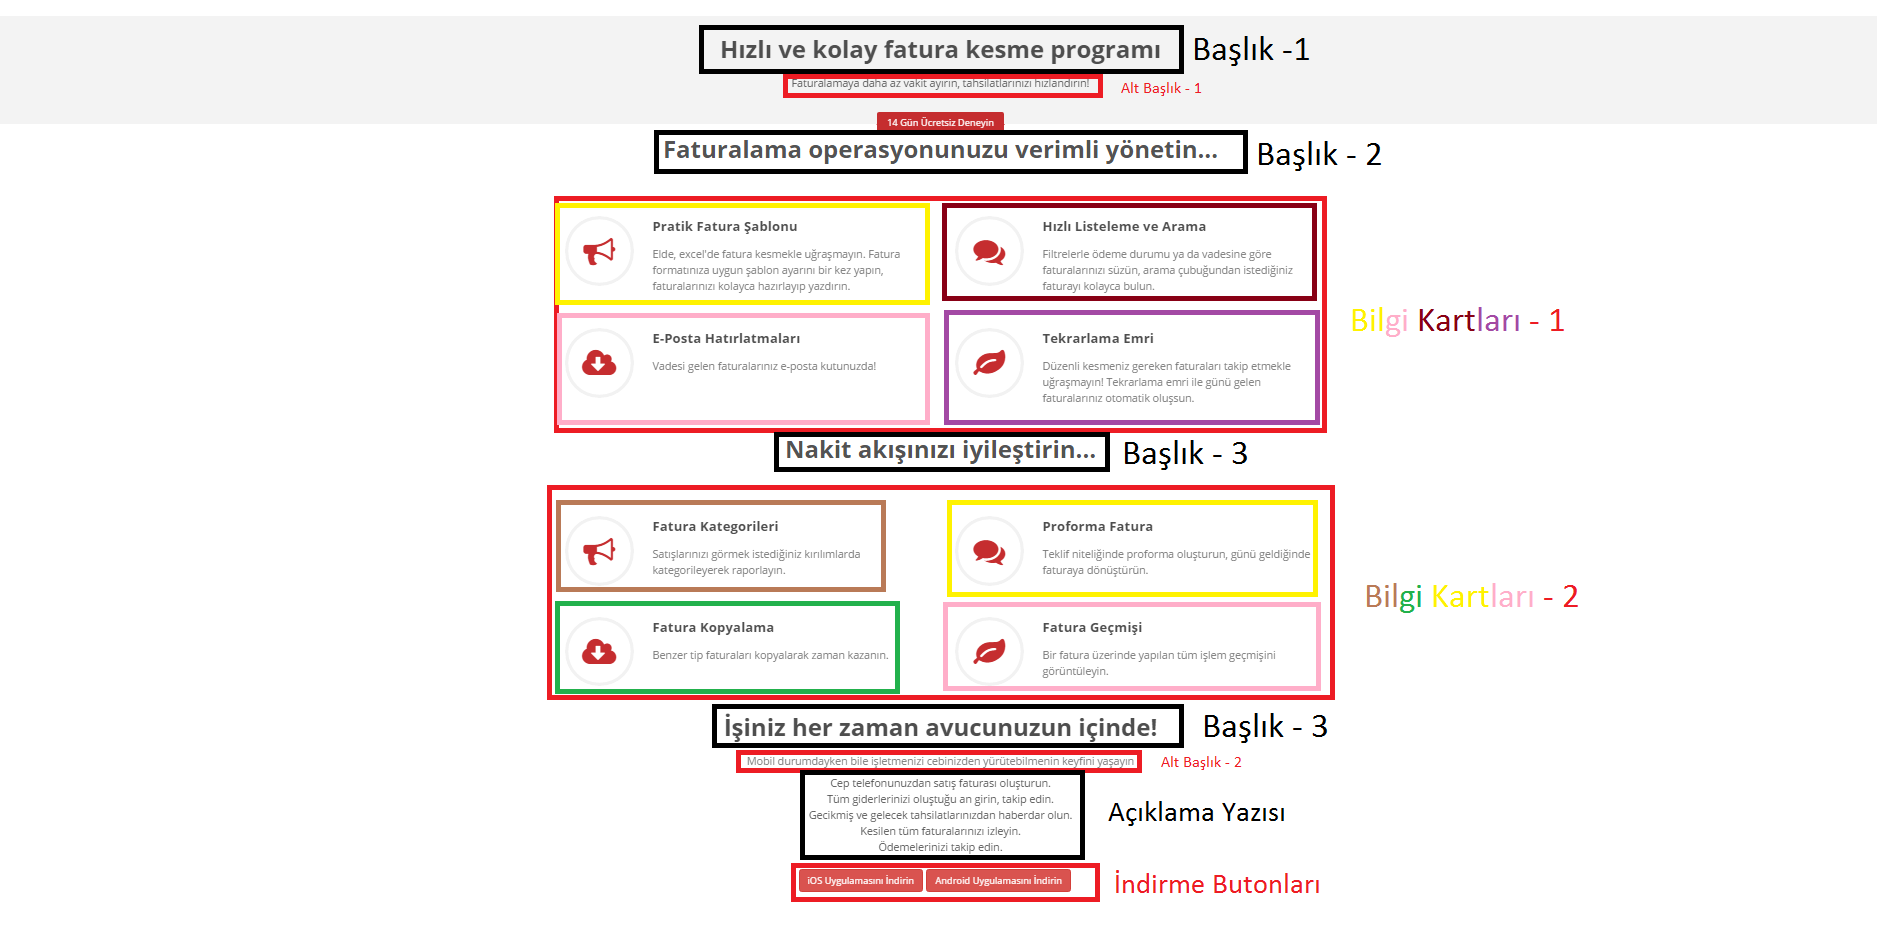 Hızlı ve kolay fatura kesme programı
Başlık -1
Faturalamaya daha az vakit ayırın, tahsilatlarınızı hızlandırın!
Alt Başlık - 1
14 Gün Ücretsiz Deneyin
Faturalama operasyonunuzu verimli yönetin...
Başlık - 2
Pratik Fatura Şablonu
Elde, excel'de fatura kesmekle uğraşmayın. Fatura
formatınıza uygun şablon ayarını bir kez yapın,
faturalarınızı kolayca hazırlayıp yazdırın.
Hızlı Listeleme ve Arama
Filtrelerle ödeme durumu ya da vadesine göre
faturalarınızı süzün, arama çubuğundan istediğiniz
faturayı kolayca bulun.
Bilgi Kartları - 1
E-Posta Hatırlatmaları
Vadesi gelen faturalarınız e-posta kutunuzda!
Tekrarlama Emri
Düzenli kesmeniz gereken faturaları takip etmekle
uğraşmayın! Tekrarlama emri ile günü gelen
faturalarınız otomatik oluşsun.
Nakit akışınızı iyileştirin...
Başlık - 3
Fatura Kategorileri
Satışlarınızı görmek istediğiniz kırılımlarda
kategorileyerek raporlayın.
Proforma Fatura
Teklif niteliğinde proforma oluşturun, günü geldiğinde
faturaya dönüştürün.
Bilgi Kartları - 2
Fatura Kopyalama
Benzer tip faturaları kopyalarak zaman kazanın.
Fatura Geçmişi
Bir fatura üzerinde yapılan tüm işlem geçmişini
görüntüleyin.
İşiniz her zaman avucunuzun içinde!
Başlık - 3
Mobil durumdayken bile işletmenizi cebinizden yürütebilmenin keyfini yaşayın
Alt Başlık - 2
Cep telefonunuzdan satış faturası oluşturun.
Tüm giderlerinizi oluştuğu an girin, takip edin.
Gecikmiş ve gelecek tahsilatlarınızdan haberdar olun.
Kesilen tüm faturalarınızı izleyin.
Ödemelerinizi takip edin.
Açıklama Yazısı
iOS Uygulamasını İndirin
Android Uygulamasını İndirin
İndirme Butonları